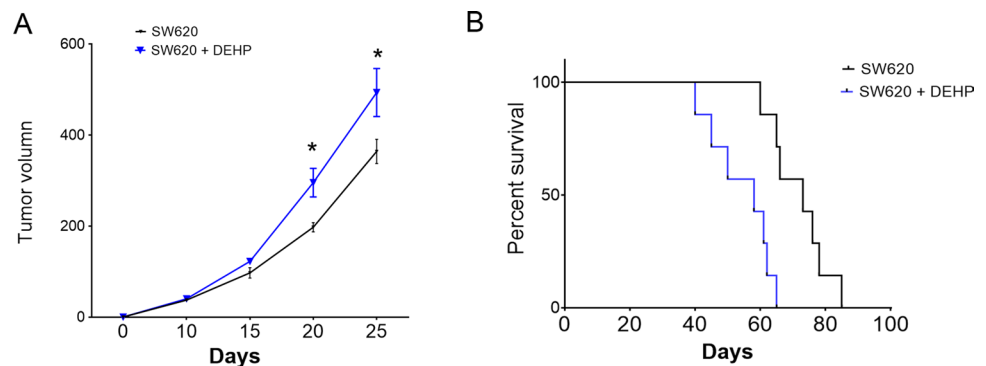 A
SW620
SW620 + DEHP
600
400
200
0
Tumor volumn
*
*
0 10 15 20 25
Days
B
SW620
SW620 + DEHP
100
50
0
Percent survival
0 20 40 60 80 100
Days